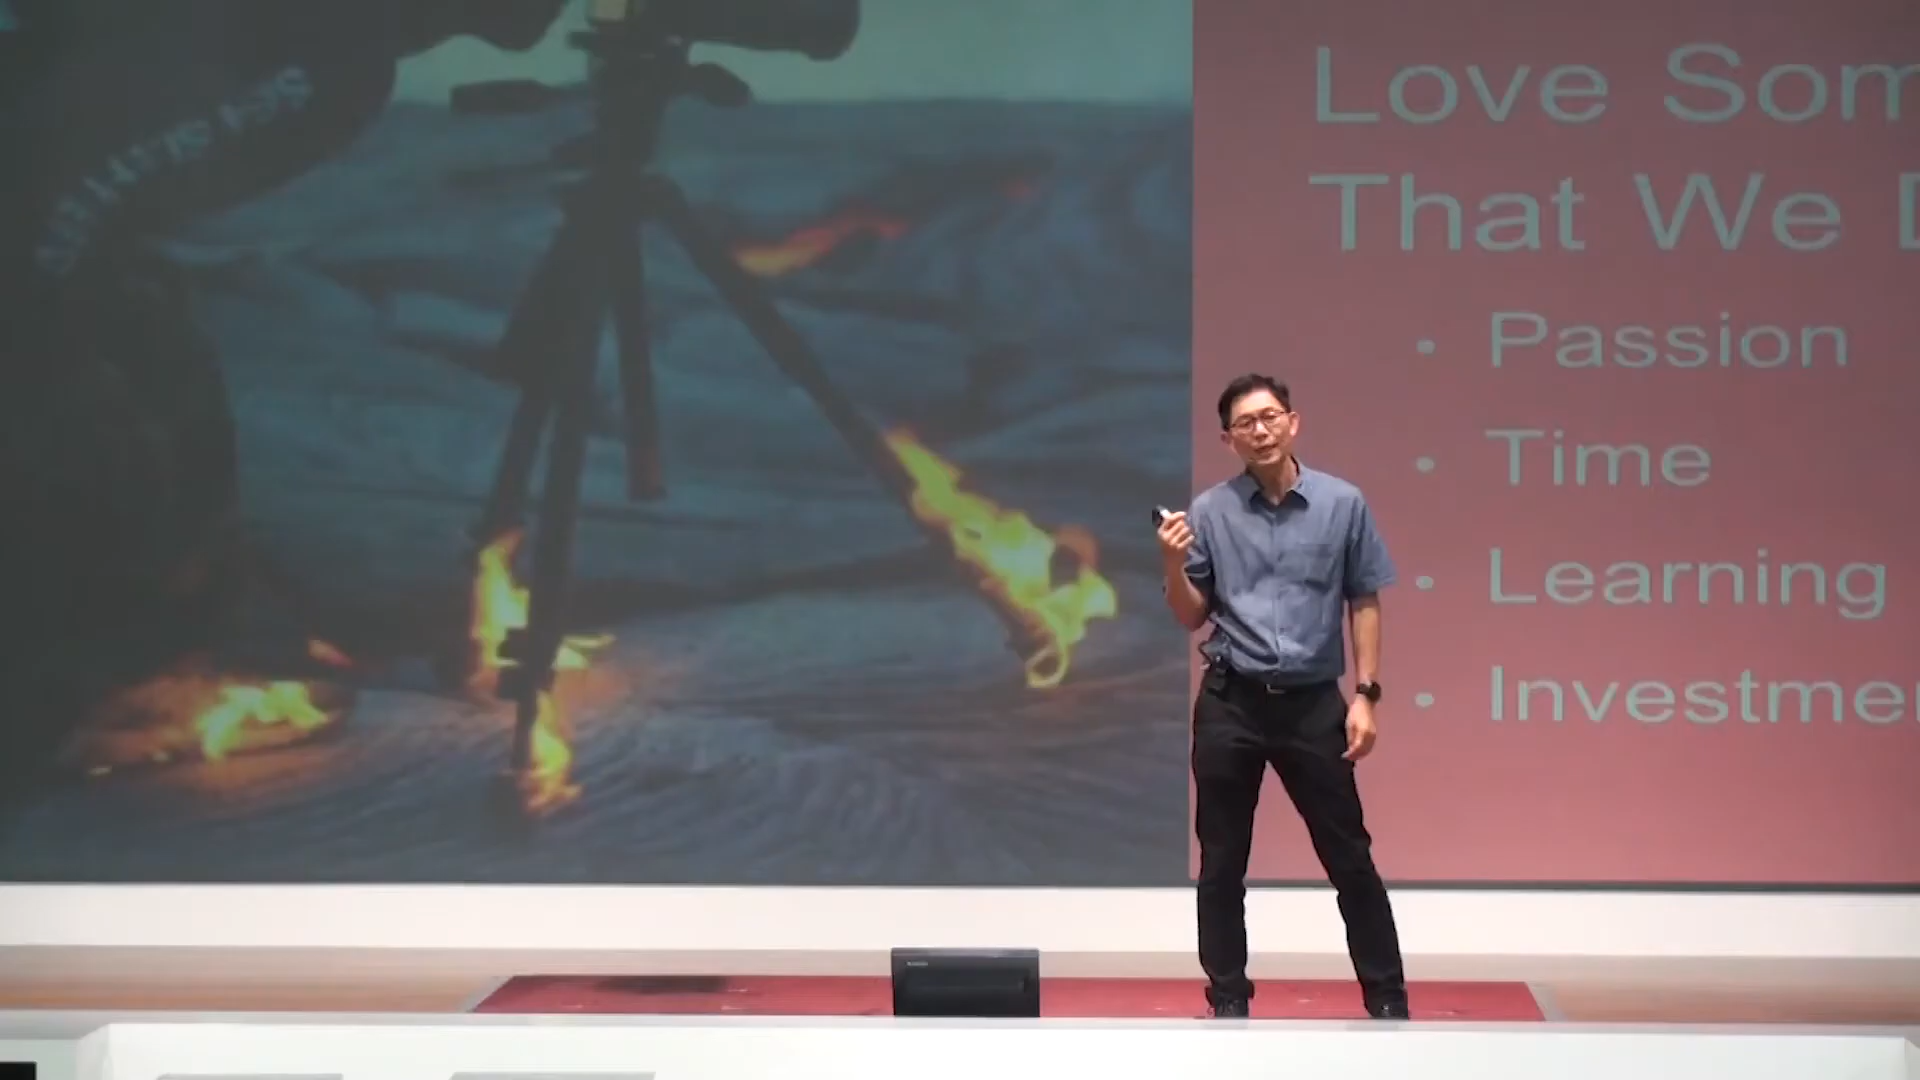 Love Som
That We D
• Passion
• Time
• Learning
• Investme